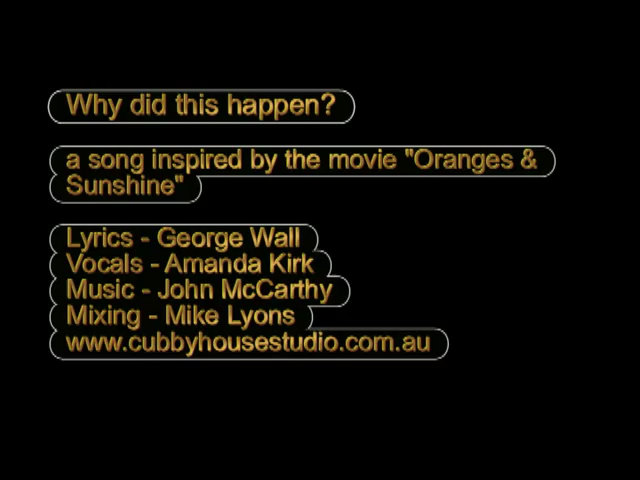 Why did this happen?
a song inspired by the movie "Oranges &
Sunshine"
Lyrics - George Wall
Vocals - Amanda Kirk
Music - John McCarthy
Mixing - Mike Lyons
www.cubbyhousestudio.com.au